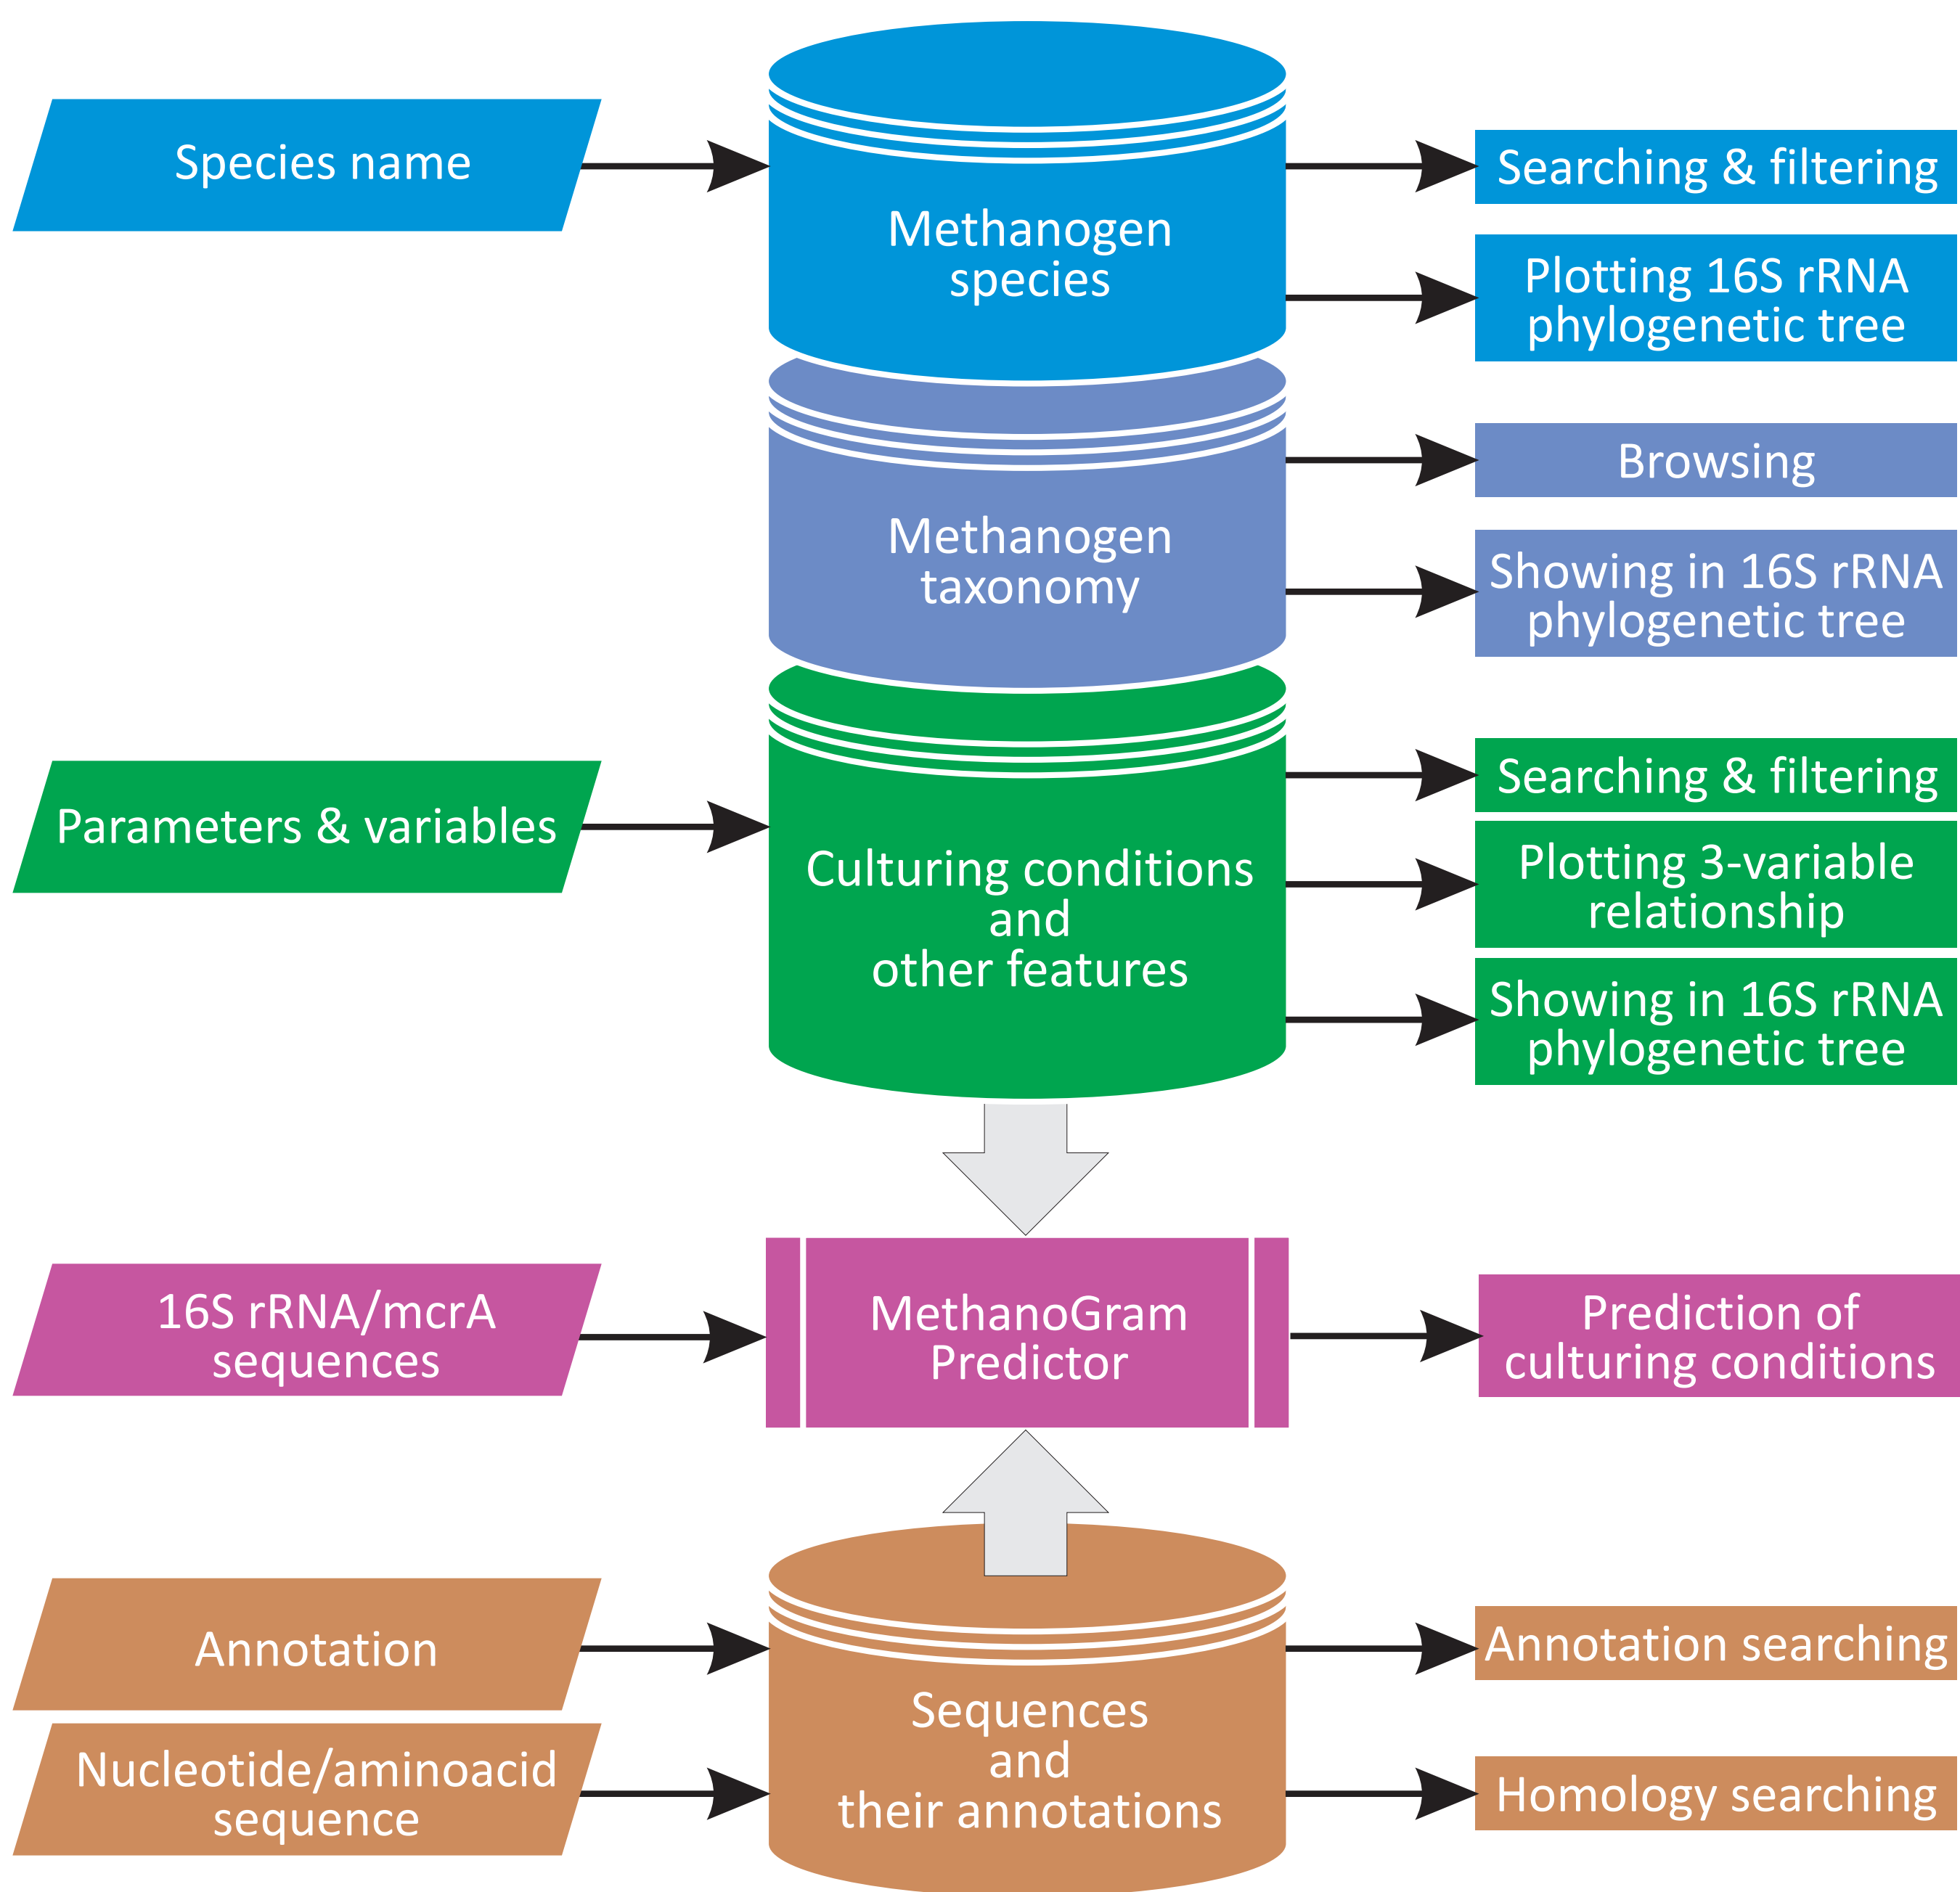 Species name
Methanogen
species
Searching & filtering
Plotting 16S rRNA
phylogenetic tree
Methanogen
taxonomy
Browsing
Showing in 16S rRNA
phylogenetic tree
Parameters & variables
Culturing conditions
and
other features
Searching & filtering
Plotting 3-variable
relationship
Showing in 16S rRNA
phylogenetic tree
16S rRNA/mcrA
sequences
MethanoGram
Predictor
Prediction of
culturing conditions
Annotation
Nucleotide/aminoacid
sequence
Sequences
and
their annotations
Annotation searching
Homology searching